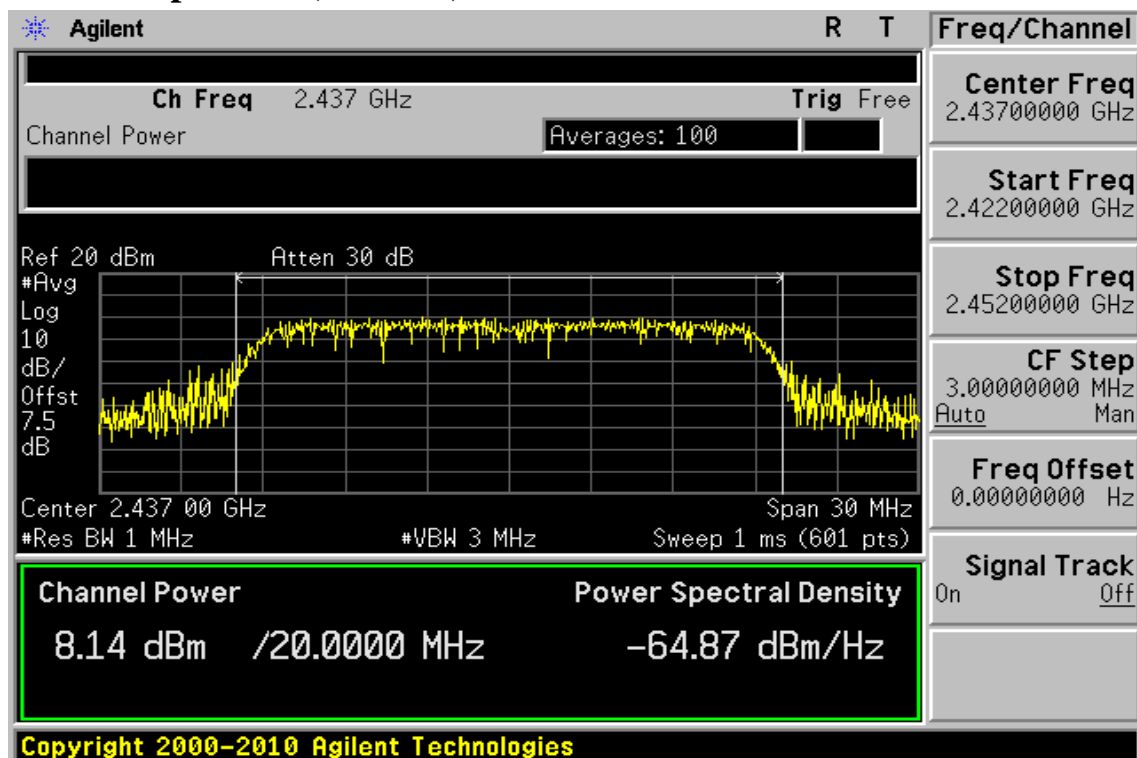 Agilent R T
Ch Freq 2.437 GHz Trig Free
Channel Power Averages: 100
Ref 20 dBm Atten 30 dB
#Avg
Log
10
dB/
Offst
7.5
dB
Center 2.437 00 GHz Span 30 MHz
#Res BW 1 MHz #VBW 3 MHz Sweep 1 ms (601 pts)
Channel Power Power Spectral Density
8.14 dBm /20.0000 MHz -64.87 dBm/Hz
Copyright 2000-2010 Agilent Technologies
Freq/Channel
Center Freq
2.43700000 GHz
Start Freq
2.42200000 GHz
Stop Freq
2.45200000 GHz
CF Step
3.00000000 MHz
Auto Man
Freq Offset
0.00000000 Hz
Signal Track
On Off